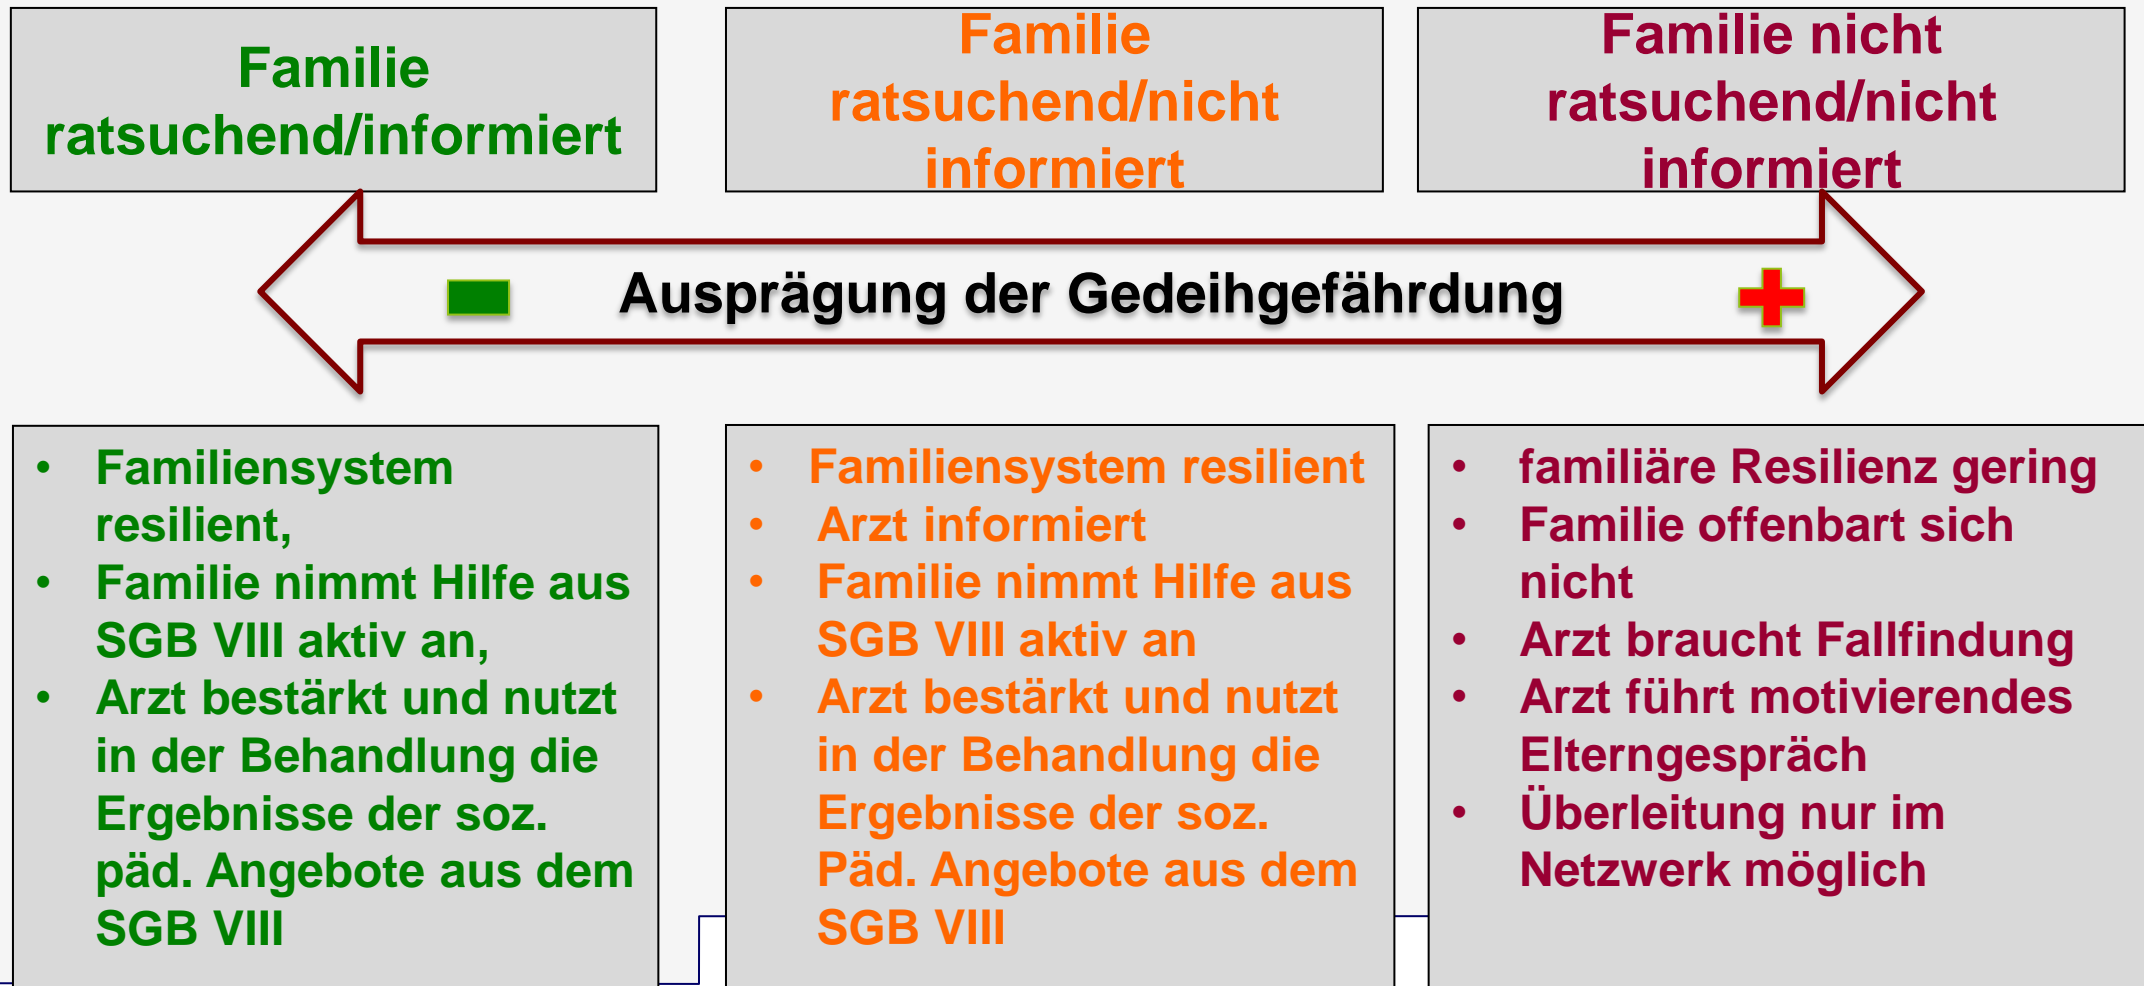 Familie
ratsuchend/informiert
Familie
ratsuchend/nicht
informiert
Familie nicht
ratsuchend/nicht
informiert
Ausprägung der Gedeihgefährdung
• Familiensystem
resilient,
• Familie nimmt Hilfe aus
SGB VIII aktiv an,
• Arzt bestärkt und nutzt
in der Behandlung die
Ergebnisse der soz.
päd. Angebote aus dem
SGB VIII
• Familiensystem resilient
• Arzt informiert
• Familie nimmt Hilfe aus
SGB VIII aktiv an
• Arzt bestärkt und nutzt
in der Behandlung die
Ergebnisse der soz.
Päd. Angebote aus dem
SGB VIII
• familiäre Resilienz gering
• Familie offenbart sich
nicht
• Arzt braucht Fallfindung
• Arzt führt motivierendes
Elterngespräch
• Überleitung nur im
Netzwerk möglich